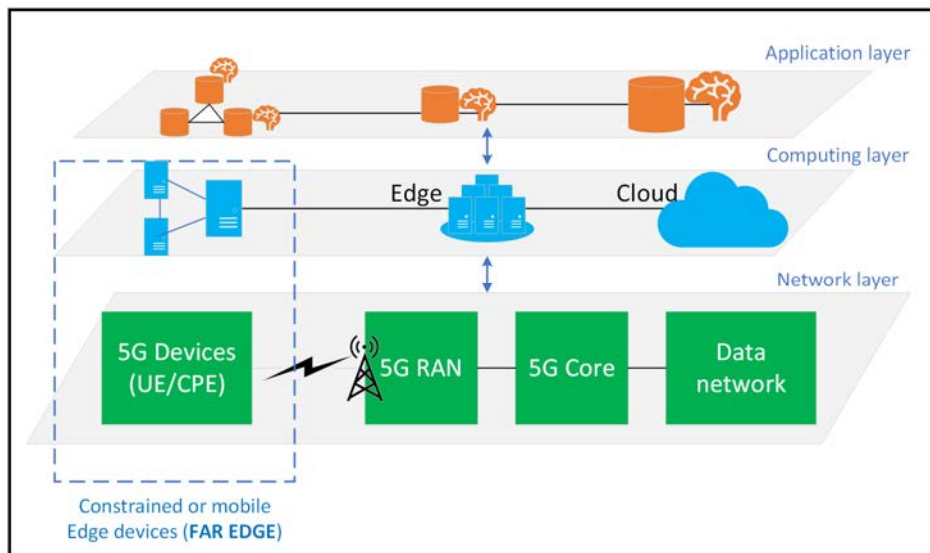 Application layer
Computing layer
Edge
Cloud
Network layer
5G Devices
(UE/CPE)
5G RAN
5G Core
Data
network
Constrained or mobile
Edge devices (FAR EDGE)